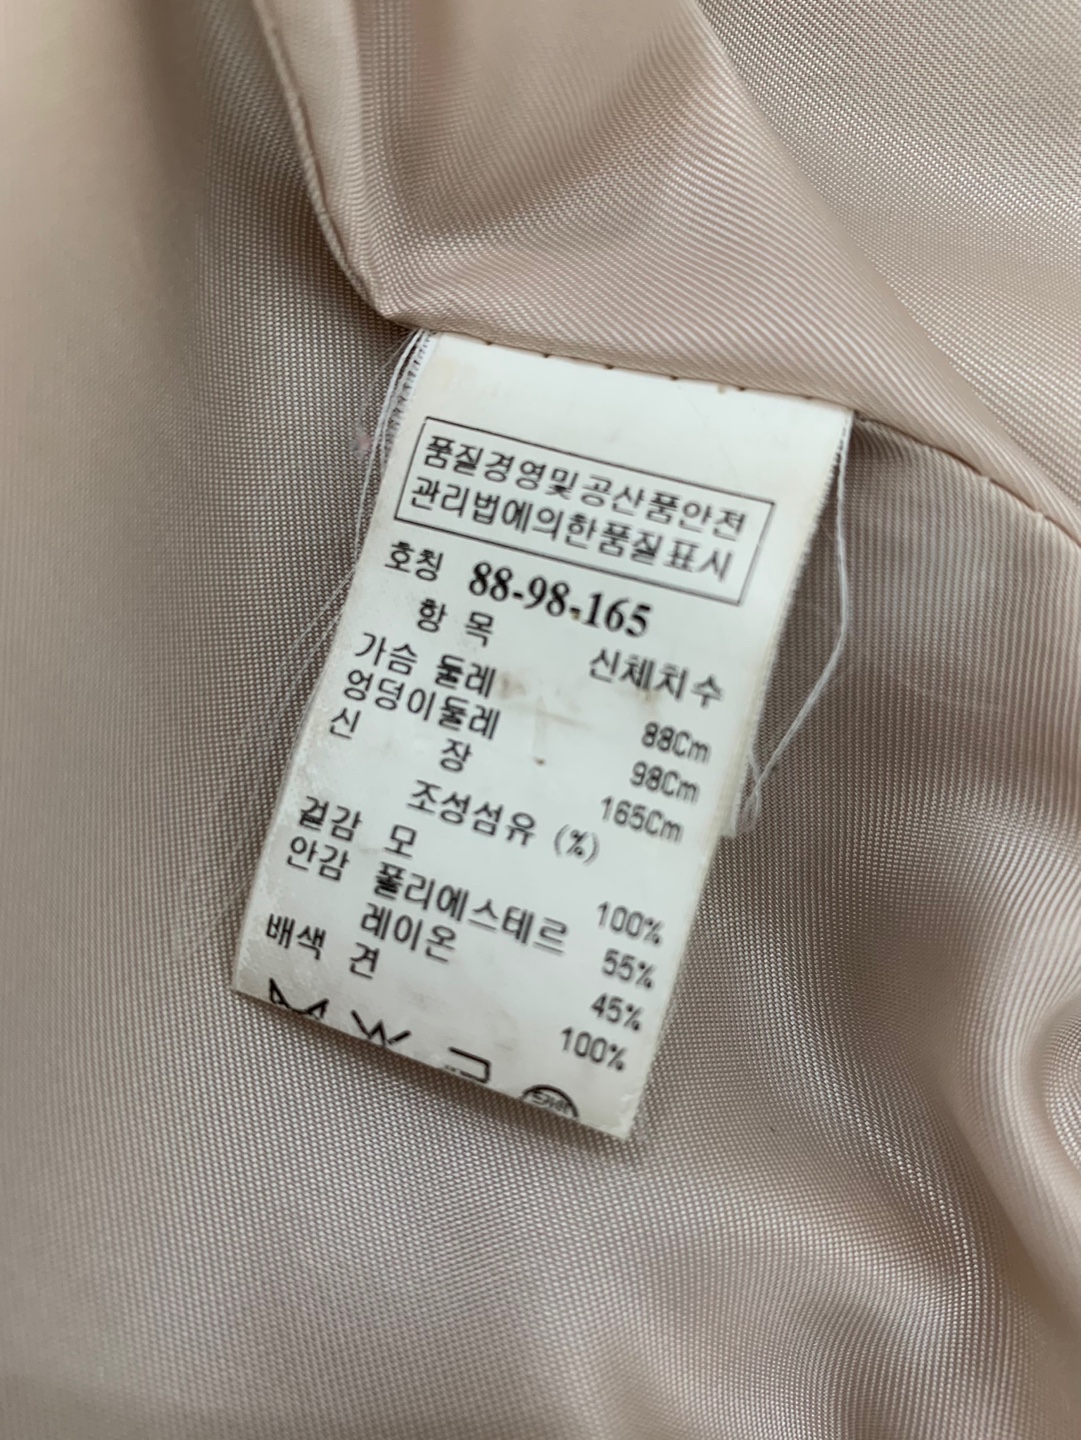 품질경영및공산품안전
관리법에의한품질표시
호칭 88-98-165
항 목 신체치수
가슴 둘레 88Cm
엉덩이둘레 98Cm
신 장 165Cm
조성섬유 (%)
겉감 모 100%
안감 폴리에스테르 55%
레이온 45%
배색 견 100%